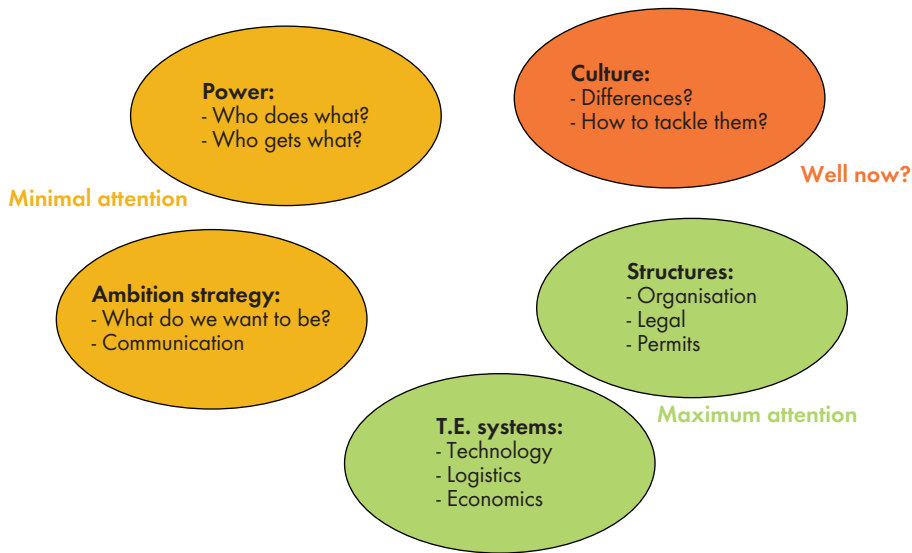 Power:
- Who does what?
- Who gets what?
Culture:
- Differences?
- How to tackle them?
Minimal attention
Well now?
Ambition strategy:
- What do we want to be?
- Communication
Structures:
- Organisation
- Legal
- Permits
Maximum attention
T.E. systems:
- Technology
- Logistics
- Economics